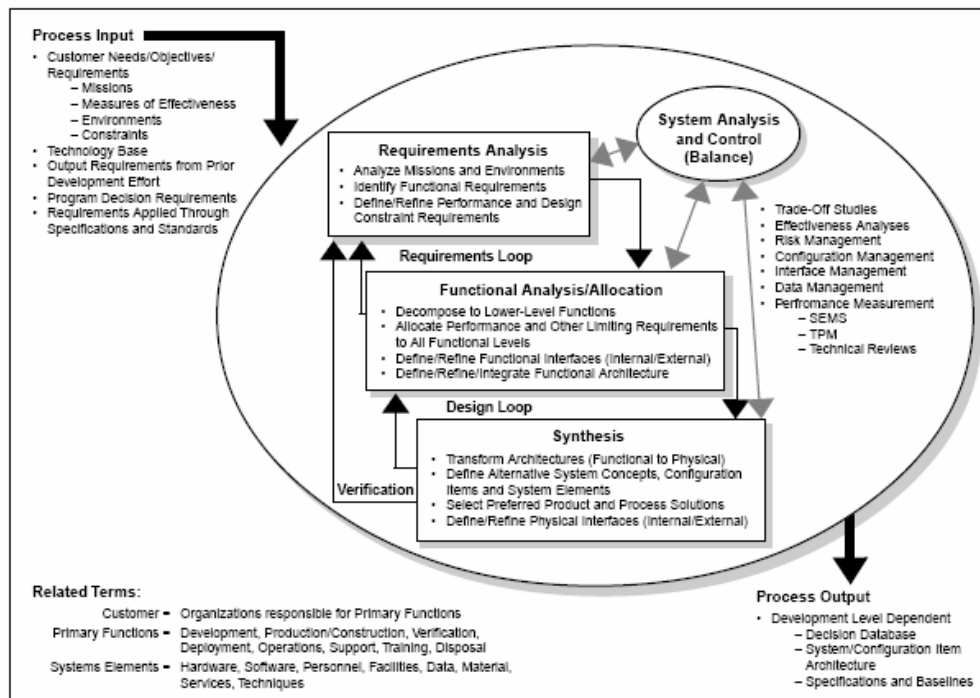 Process Input
• Customer Needs/Objectives/
Requirements
– Missions
– Measures of Effectiveness
– Environments
– Constraints
• Technology Base
• Output Requirements from Prior
Development Effort
• Program Decision Requirements
• Requirements Applied Through
Specifications and Standards
System Analysis
and Control
(Balance)
Requirements Analysis
• Analyze Missions and Environments
• Identify Functional Requirements
• Define/Refine Performance and Design
Constraint Requirements
• Trade-Off Studies
• Effectiveness Analyses
• Risk Management
• Configuration Management
• Interface Management
• Data Management
• Perfromance Measurement
– SEMS
– TPM
– Technical Reviews
Requirements Loop
Functional Analysis/Allocation
• Decompose to Lower-Level Functions
• Allocate Performance and Other Limiting Requirements
to All Functional Levels
• Define/Refine Functional Interfaces (Internal/External)
• Define/Refine/Integrate Functional Architecture
Design Loop
Synthesis
• Transform Architectures (Functional to Physical)
• Define Alternative System Concepts, Configuration
Items and System Elements
• Select Preferred Product and Process Solutions
• Define/Refine Physical Interfaces (Internal/External)
Verification
Related Terms:
Customer = Organizations responsible for Primary Functions
Primary Functions = Development, Production/Construction, Verification,
Deployment, Operations, Support, Training, Disposal
Systems Elements = Hardware, Software, Personnel, Facilities, Data, Material,
Services, Techniques
Process Output
• Development Level Dependent
– Decision Database
– System/Configuration Item
Architecture
– Specifications and Baselines